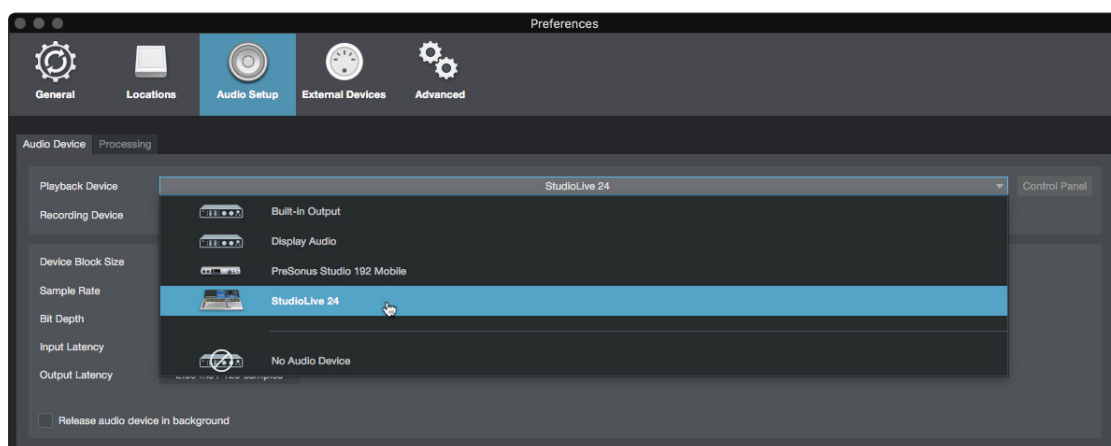 Preferences
General Locations Audio Setup External Devices Advanced
Audio Device Processing
Playback Device StudioLive 24 Control Panel
Recording Device Built-in Output
Display Audio
Device Block Size PreSonus Studio 192 Mobile
Sample Rate StudioLive 24
Bit Depth
Input Latency No Audio Device
Output Latency
Release audio device in background